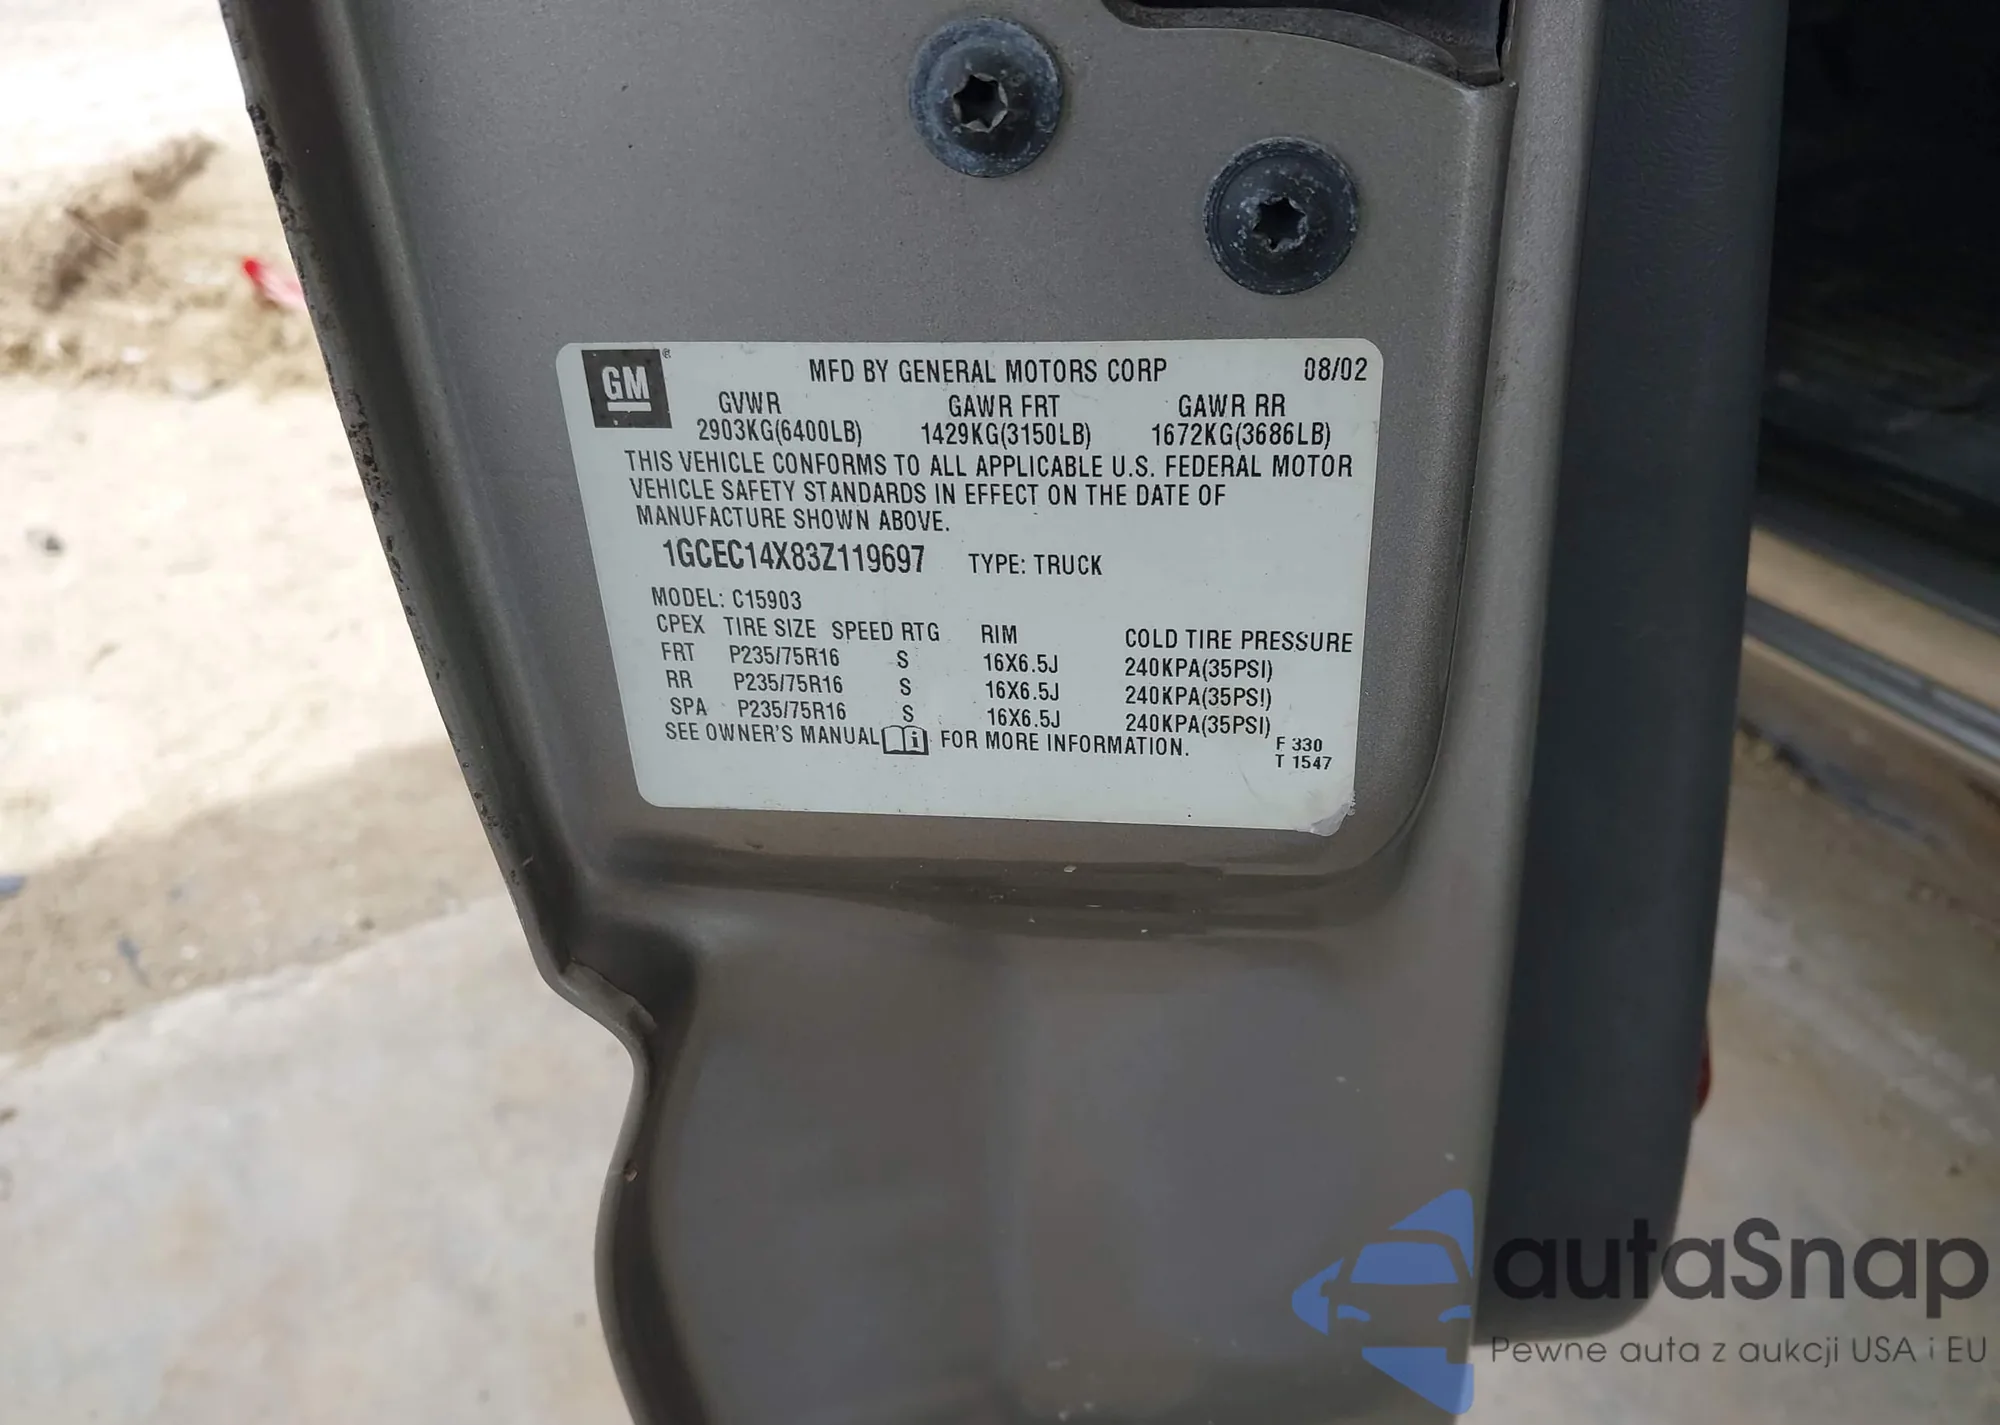 GM ® MFD BY GENERAL MOTORS CORP 08/02
GVWR GAWR FRT GAWR RR
2903KG(6400LB) 1429KG(3150LB) 1672KG(3686LB)
THIS VEHICLE CONFORMS TO ALL APPLICABLE U.S. FEDERAL MOTOR
VEHICLE SAFETY STANDARDS IN EFFECT ON THE DATE OF
MANUFACTURE SHOWN ABOVE.
1GCEC14X83Z119697 TYPE: TRUCK
MODEL: C15903
CPEX TIRE SIZE SPEED RTG RIM COLD TIRE PRESSURE
FRT P235/75R16 S 16X6.5J 240KPA(35PSI)
RR P235/75R16 S 16X6.5J 240KPA(35PSI)
SPA P235/75R16 S 16X6.5J 240KPA(35PSI)
SEE OWNER'S MANUAL i FOR MORE INFORMATION.
F 330
T 1547
autaSnap
Pewne auta z aukcji USA i EU